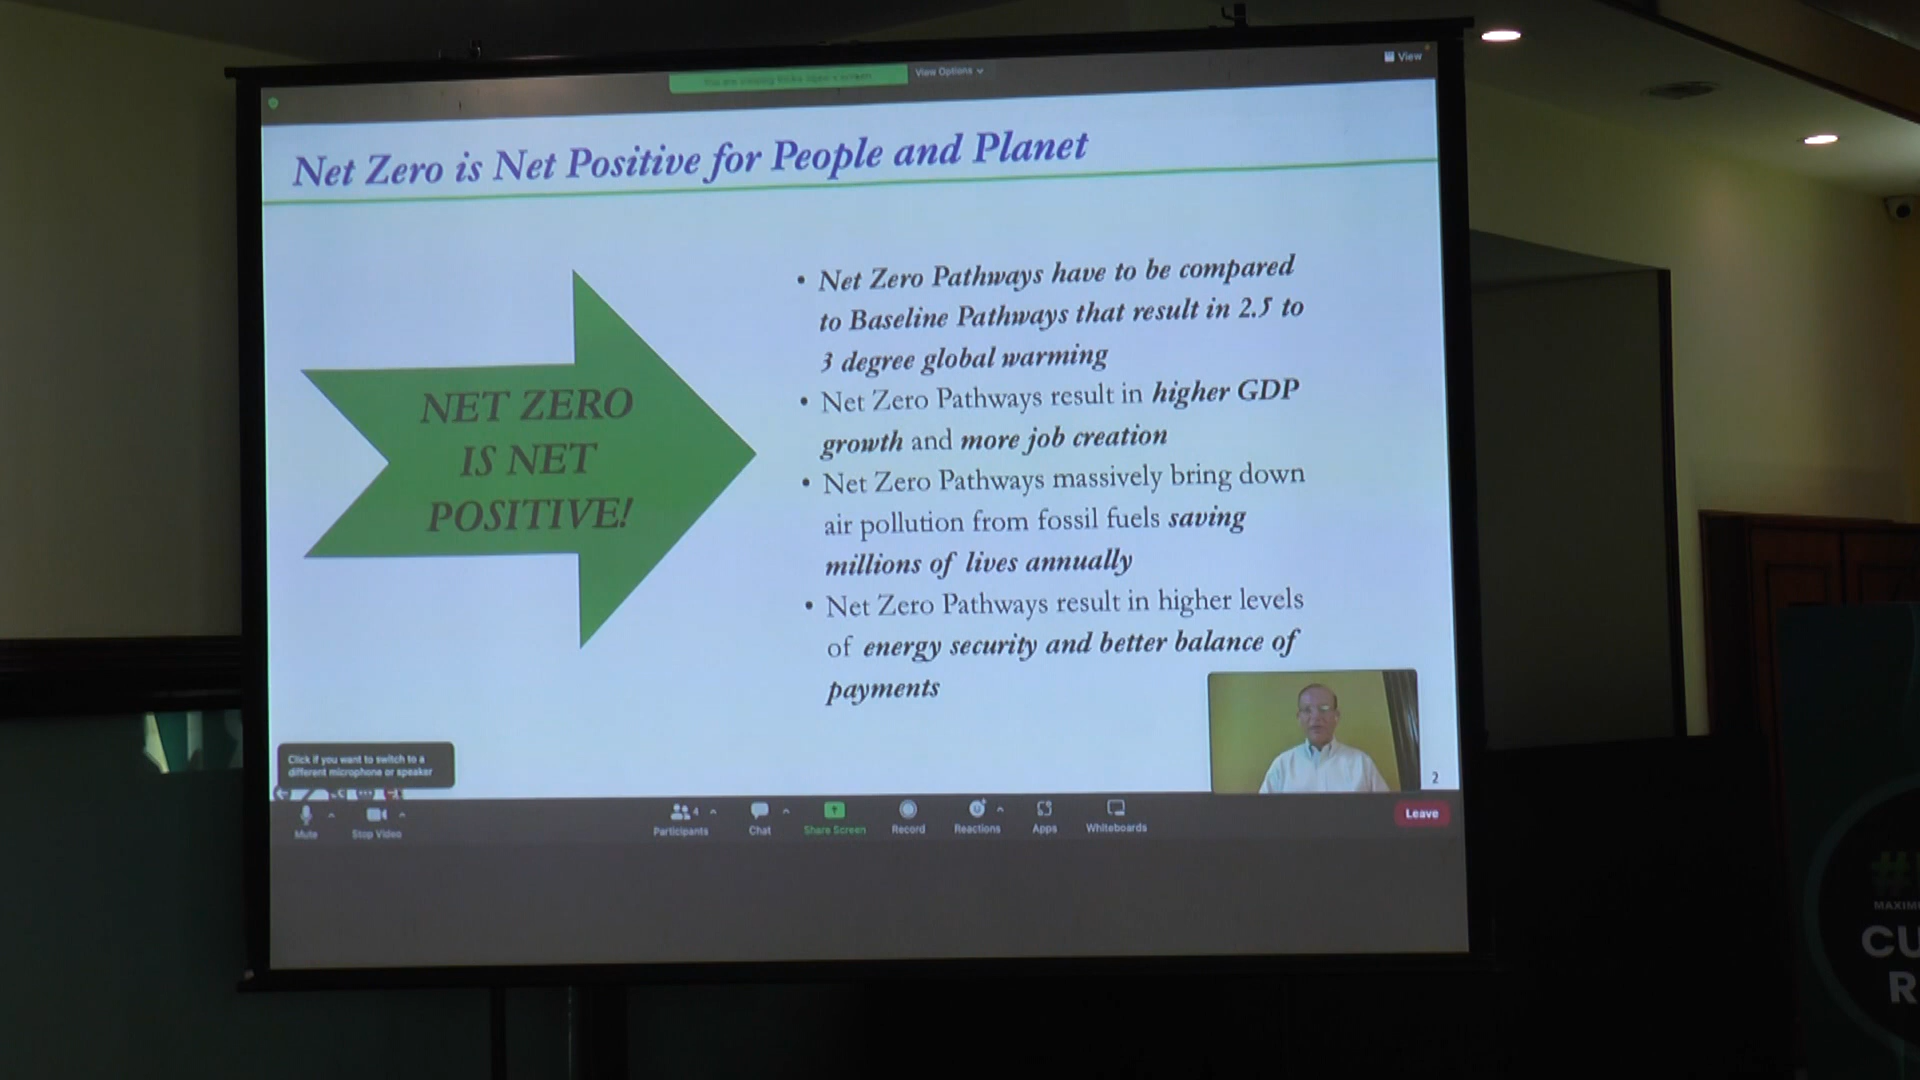 View Options
View
Net Zero is Net Positive for People and Planet
NET ZERO
IS NET
POSITIVE!
• Net Zero Pathways have to be compared
to Baseline Pathways that result in 2.5 to
3 degree global warming
• Net Zero Pathways result in higher GDP
growth and more job creation
• Net Zero Pathways massively bring down
air pollution from fossil fuels saving
millions of lives annually
• Net Zero Pathways result in higher levels
of energy security and better balance of
payments
2
Click if you want to switch to a
different microphone or speaker
Mute
Stop Video
4
Participants
Chat
Share Screen
Record
Reactions
Apps
Whiteboards
Leave
#
MAXIM
CU
R